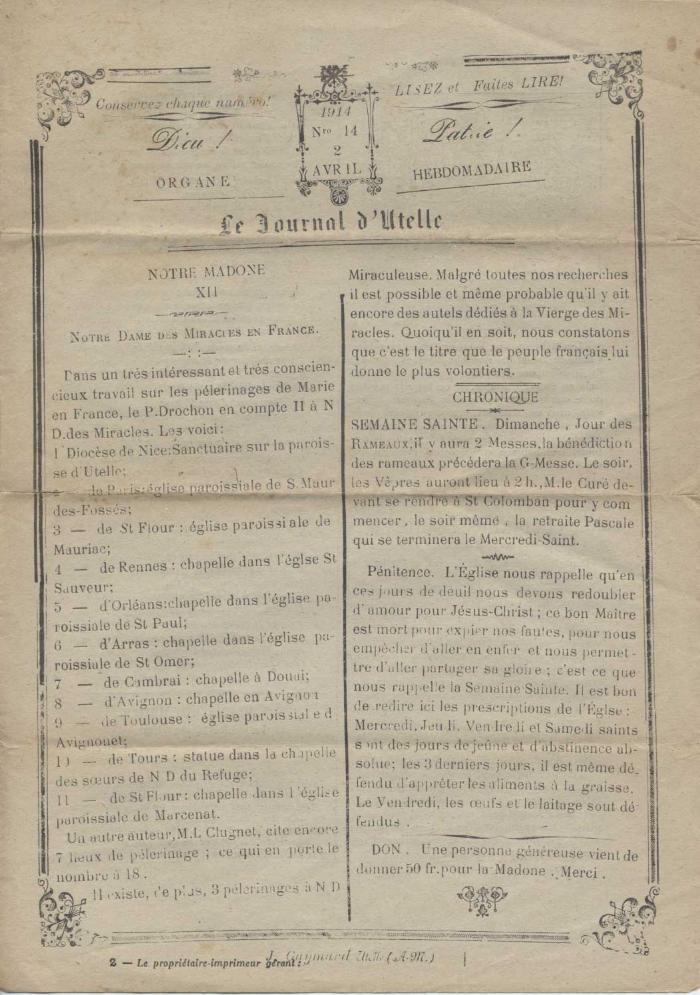 Conservez chaque numéro!
LISEZ et Faites LIRE!
1914
Nro 14
2
AVRIL
Dieu !
Patrie !
ORGANE
HEBDOMADAIRE
Le Journal d'Utelle
NOTRE MADONE
XII
NOTRE DAME DES MIRACLES EN FRANCE.
—: :—
Dans un trés intéressant et trés conscien-
cieux travail sur les pélerinages de Marie
en France, le P.Drochon en compte II à N
D.des Miracles. Les voici:
1 Diocèse de Nice:Sanctuaire sur la parois-
se d'Utelle;
— de Paris:église paroissiale de S.Maur
des-Fossés;
3 — de St Flour : église paroissiale de
Mauriac;
4 — de Rennes : chapelle dans l'églse St
Sauveur;
5 — d'Orléans:chapelle dans l'église pa-
roissiale de St Paul;
6 — d'Arras : chapelle dans l'église pa-
roissiale de St Omer;
7 — de Cambrai : chapelle à Douai;
8 — d'Avignon : chapelle en Avignon
9 — de Toulouse : église paroissiale d
Avignonet;
10 — de Tours : statue dans la chapelle
des sœurs de N D du Refuge;
11 — de St Flour : chapelle dans l'église
paroissiale de Marcenat.
Un autre auteur,M.L Clugnet, cite encore
7 lieux de pélerinage ; ce qui en porte le
nombre à 18 .
Il existe, de plus, 3 pélerinages à N D
Miraculeuse. Malgré toutes nos recherches
il est possible et même probable qu'il y ait
encore des autels dédiés à la Vierge des Mi-
racles. Quoiqu'il en soit, nous constatons
que c'est le titre que le peuple français lui
donne le plus volontiers.
CHRONIQUE
SEMAINE SAINTE. Dimanche , Jour des
RAMEAUX,il y aura 2 Messes,la bénédiction
des rameaux précédera la G-Messe. Le soir,
les Vêpres auront lieu à 2 h.,M.le Curé de-
vant se rendre à St Colomban pour y com
mencer, le soir même , la retraite Pascale
qui se terminera le Mercredi-Saint.
Pénitence. L'Église nous rappelle qu'en
ces jours de deuil nous devons redoubler
d'amour pour Jésus-Christ ; ce bon Maître
est mort pour expier nos fautes, pour nous
empêcher d'aller en enfer et nous permet-
tre d'aller partager sa gloire ; c'est ce que
nous rappelle la Semaine Sainte. Il est bon
de redire ici les prescriptions de l'Église :
Mercredi, Jeudi, Vendredi et Samedi saints
sont des jours de jeûne et d'abstinence ab-
solue; les 3 derniers jours, il est même dé-
fendu d'apprêter les aliments à la graisse.
Le Vendredi, les œufs et le laitage sout dé-
fendus .
DON . Une personne généreuse vient de
donner 50 fr.pour la Madone . Merci .
2 — Le propriétaire-imprimeur gérant: (A-M.)